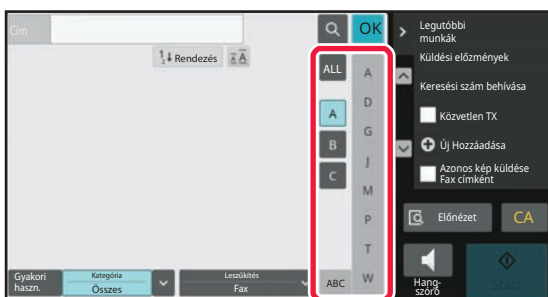 Cím
OK
Rendezés
ALL
A
B
C
ABC
A
D
G
J
M
P
T
W
Gyakori
haszn.
Kategória
Összes
Leszűkítés
Fax
Legutóbbi
munkák
Küldési előzmények
Keresési szám behívása
Közvetlen TX
Új Hozzáadása
Azonos kép küldése
Fax címként
Előnézet
CA
Hang-
szóró
Start